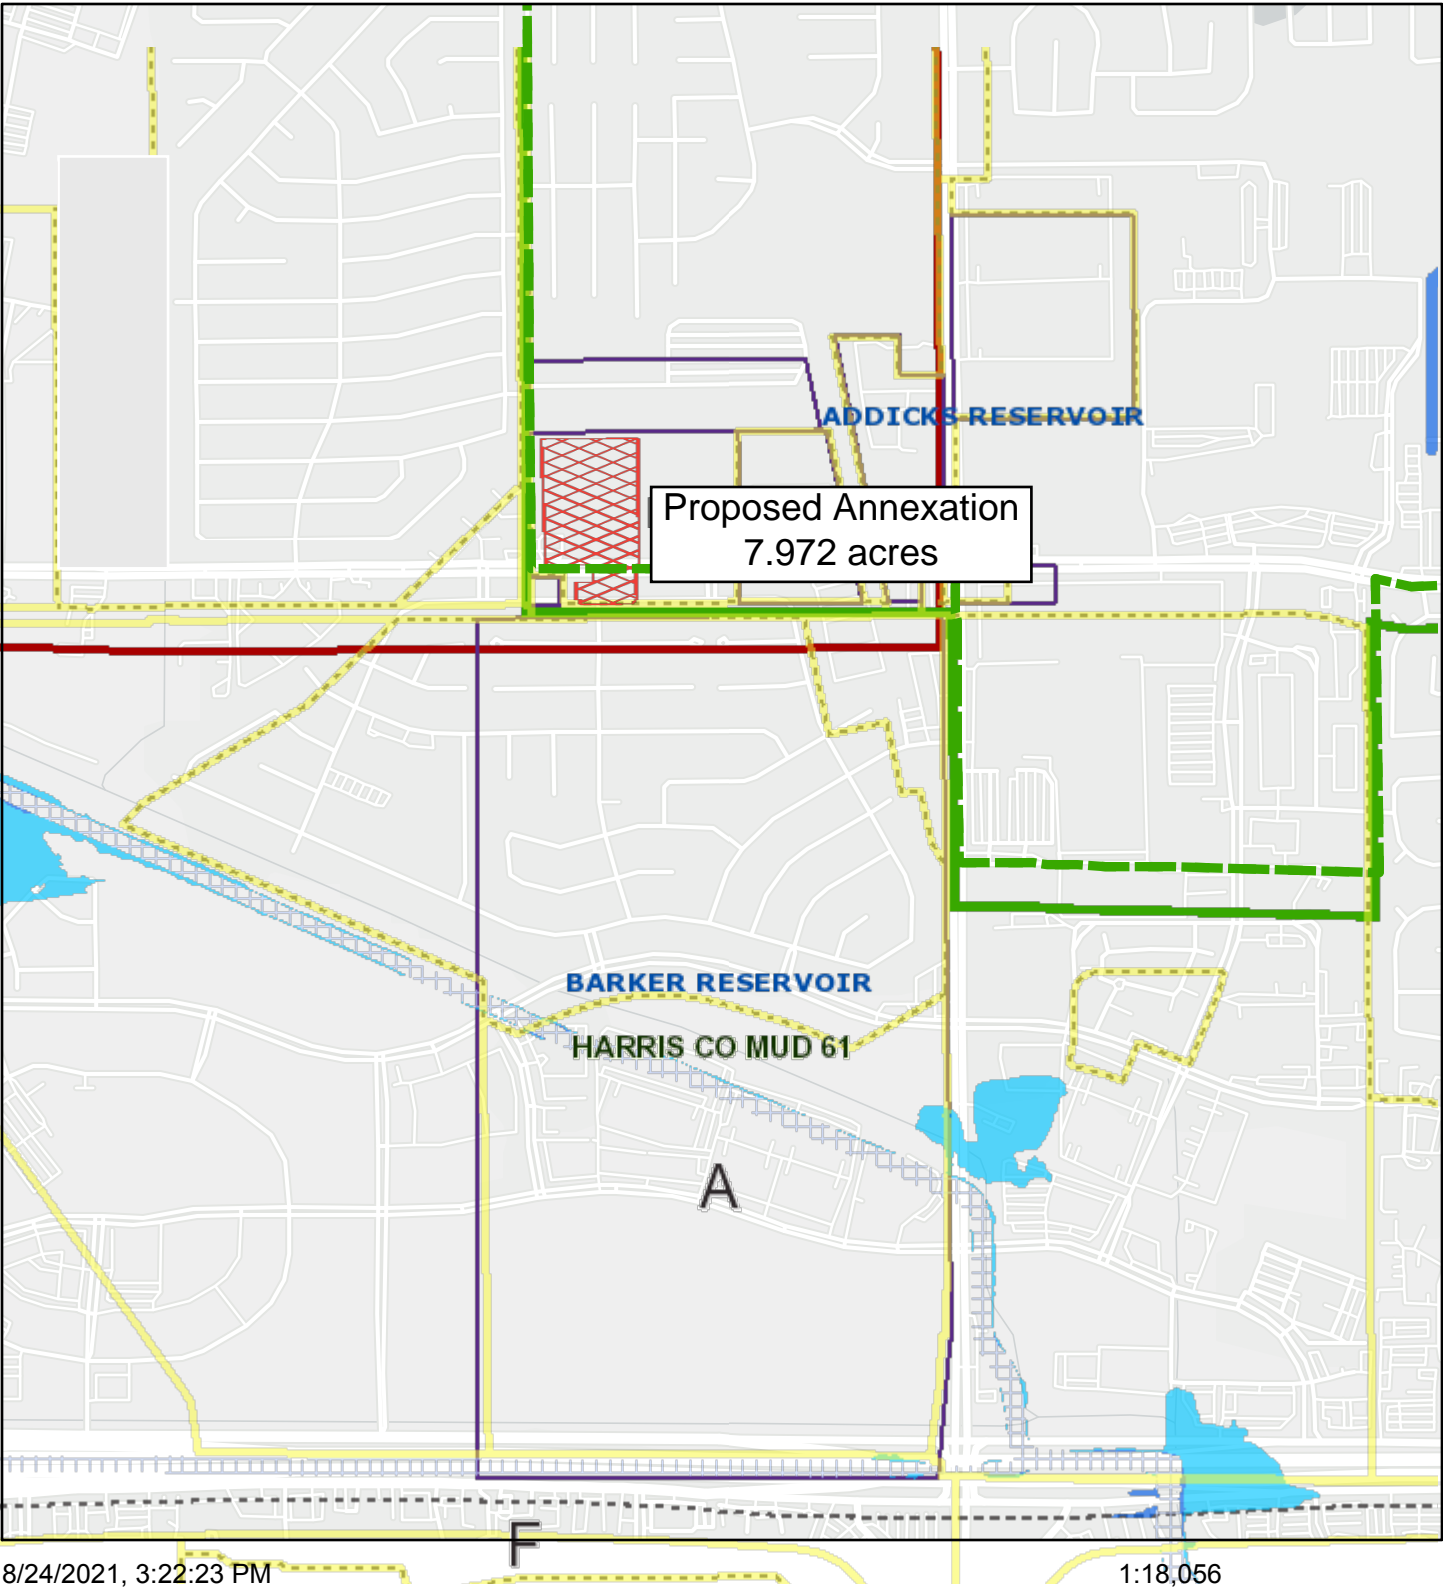 ADDICKS RESERVOIR
Proposed Annexation
7.972 acres
BARKER RESERVOIR
HARRIS CO MUD 61
A
F
8/24/2021, 3:22:23 PM
1:18,056